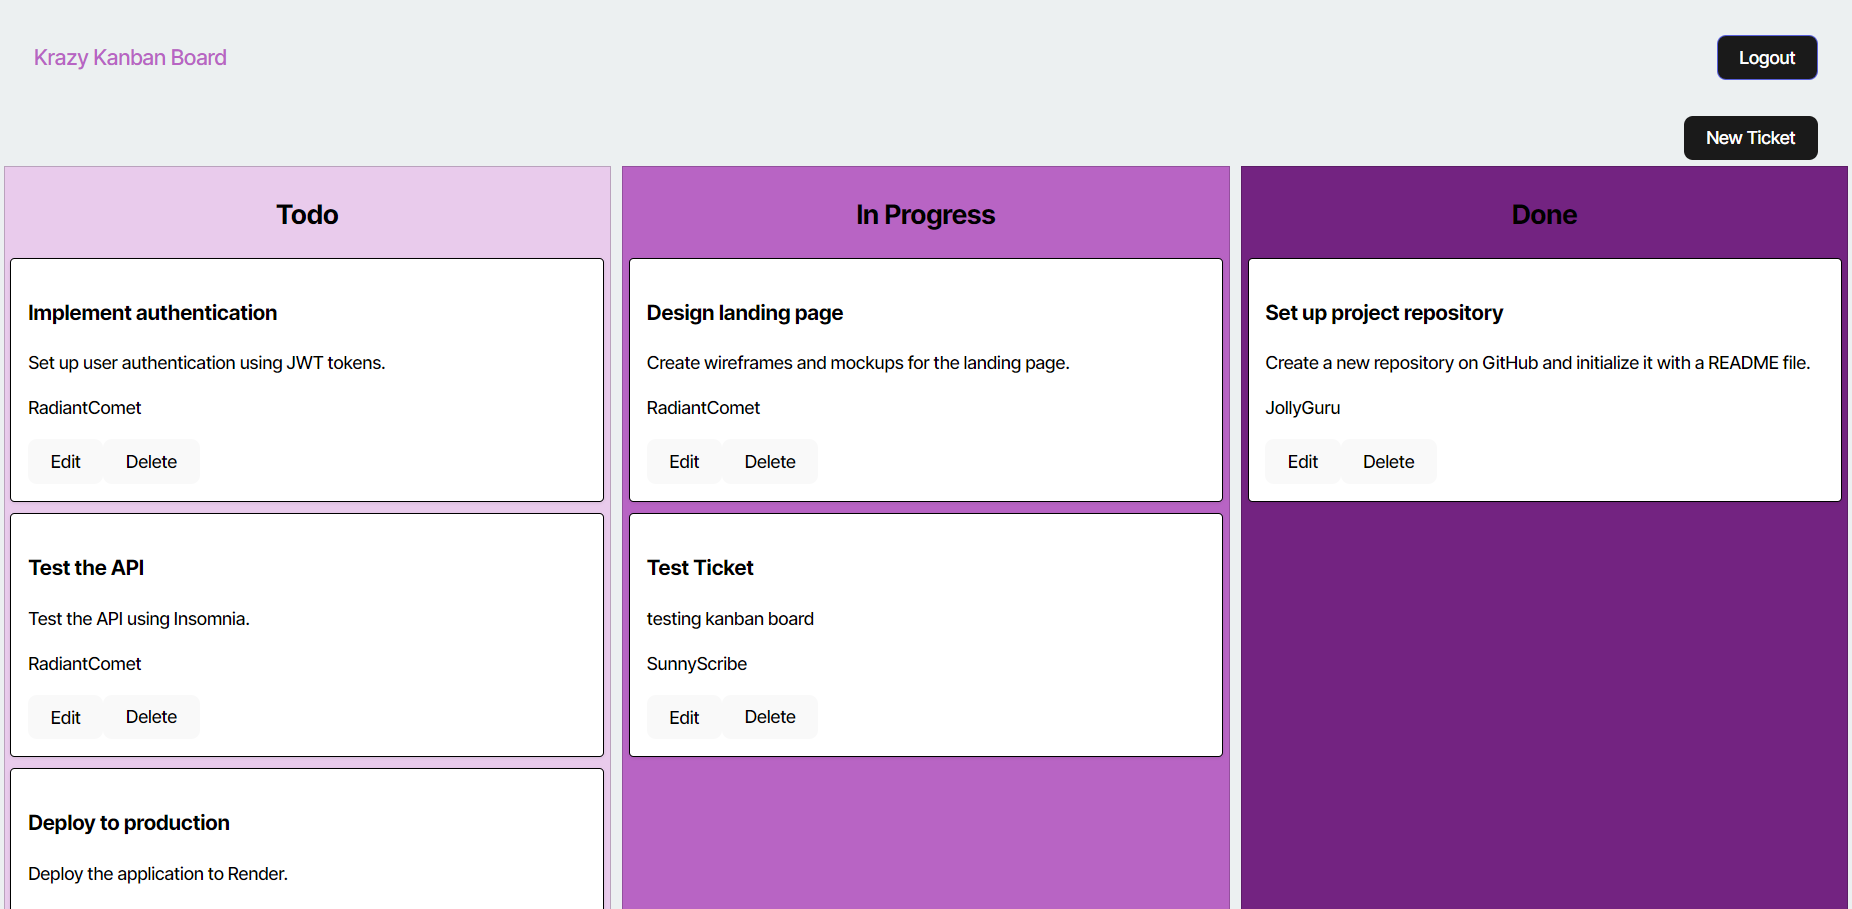 Krazy Kanban Board
Logout
New Ticket
Todo
Implement authentication
Set up user authentication using JWT tokens.
RadiantComet
Edit Delete
Test the API
Test the API using Insomnia.
RadiantComet
Edit Delete
Deploy to production
Deploy the application to Render.
In Progress
Design landing page
Create wireframes and mockups for the landing page.
RadiantComet
Edit Delete
Test Ticket
testing kanban board
SunnyScribe
Edit Delete
Done
Set up project repository
Create a new repository on GitHub and initialize it with a README file.
JollyGuru
Edit Delete